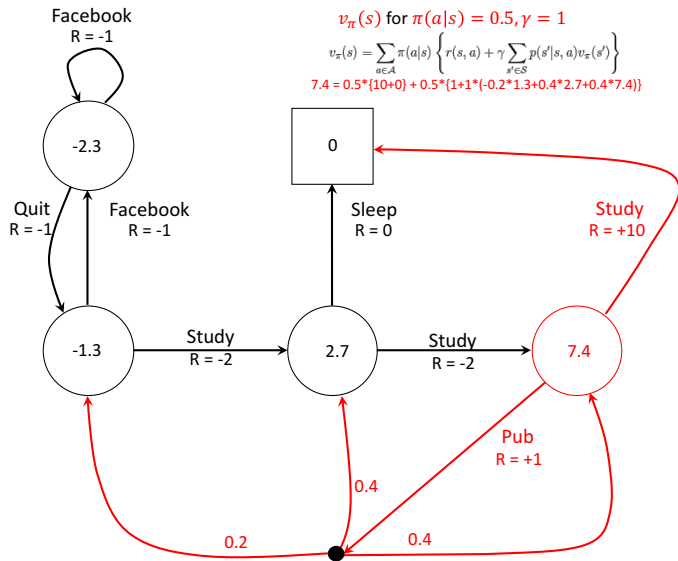 Facebook
R = -1
v_π(s) for π(a|s) = 0.5, γ = 1
v_π(s) = ∑_{a∈𝒜} π(a|s) { r(s, a) + γ ∑_{s'∈𝒮} p(s'|s, a) v_π(s') }
7.4 = 0.5*{10+0} + 0.5*{1+1*(-0.2*1.3+0.4*2.7+0.4*7.4)}
-2.3
0
Quit
R = -1
Facebook
R = -1
Sleep
R = 0
Study
R = +10
-1.3
Study
R = -2
2.7
Study
R = -2
7.4
Pub
R = +1
0.4
0.2
0.4